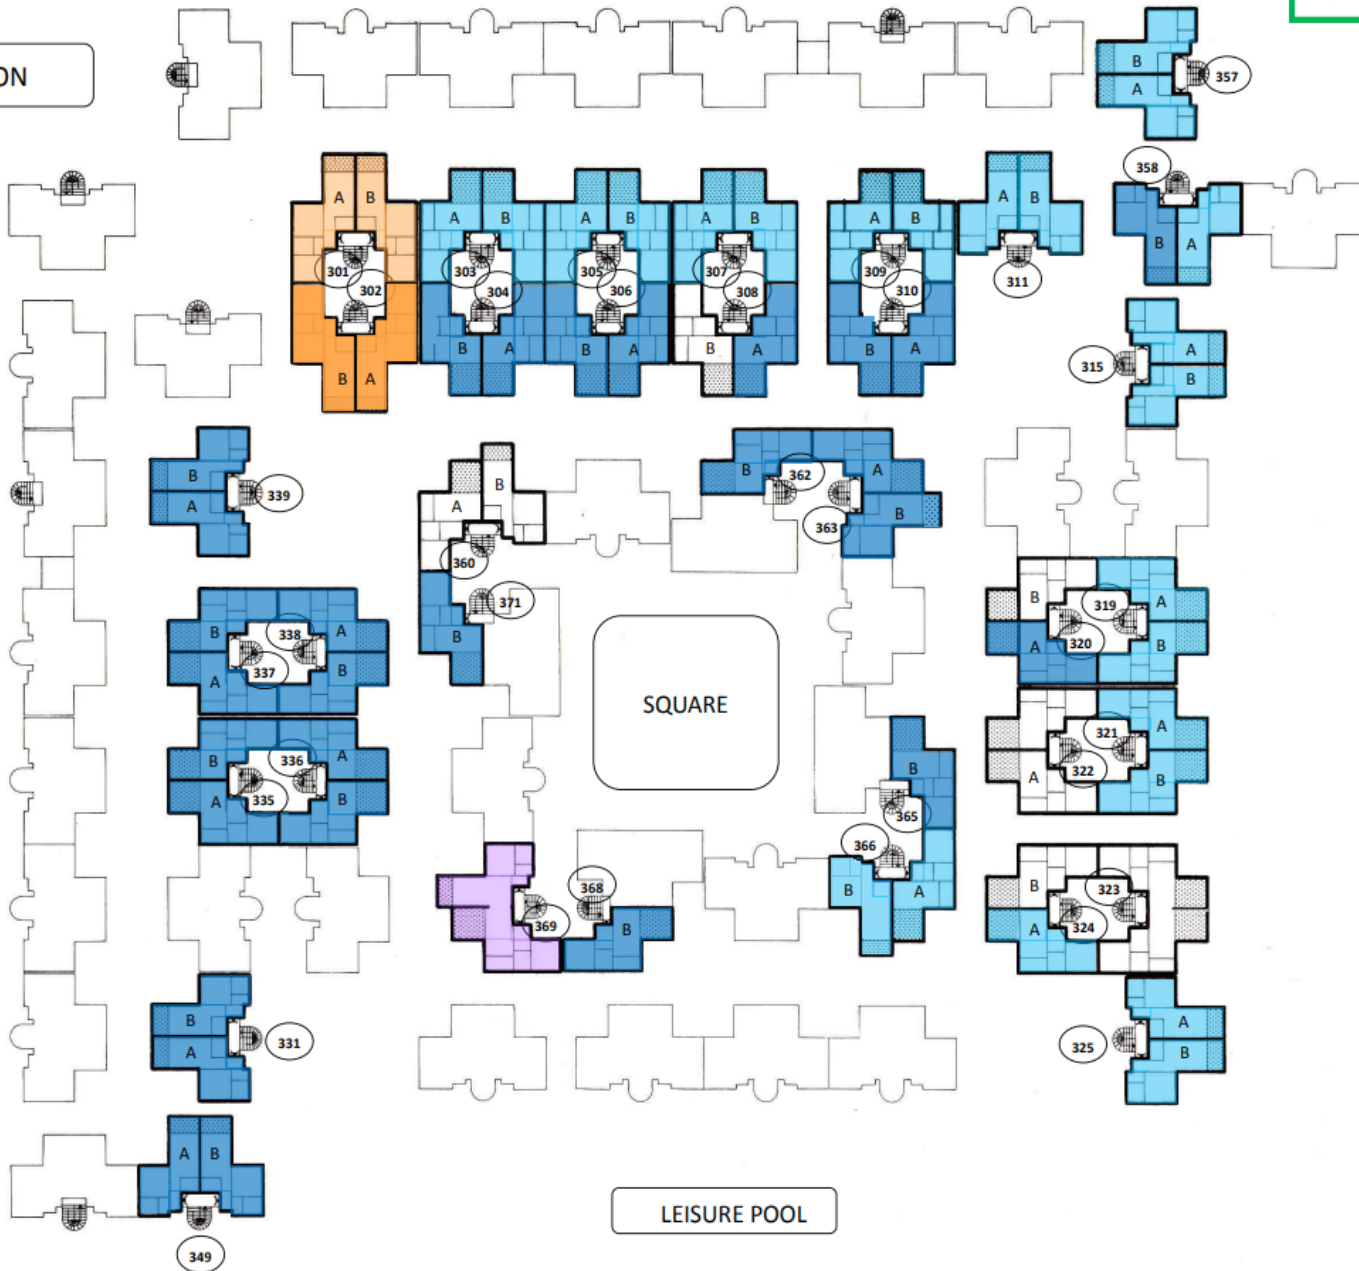 ON
B
357
A
358
B A
A B
A B
A B
A B
A B
A B
301
302
303
304
305
306
307
308
309
310
311
B A
B A
B A
B A
B A
A
315
B
B
339
A
B
A
360
B
362
A
363
B
371
B
B
338
A
337
A
B
B
336
A
335
A
B
SQUARE
B
319
A
A
320
B
321
A
A
322
B
B
365
366
B
A
368
369
B
B
323
A
324
B
331
A
A
325
B
A B
349
LEISURE POOL